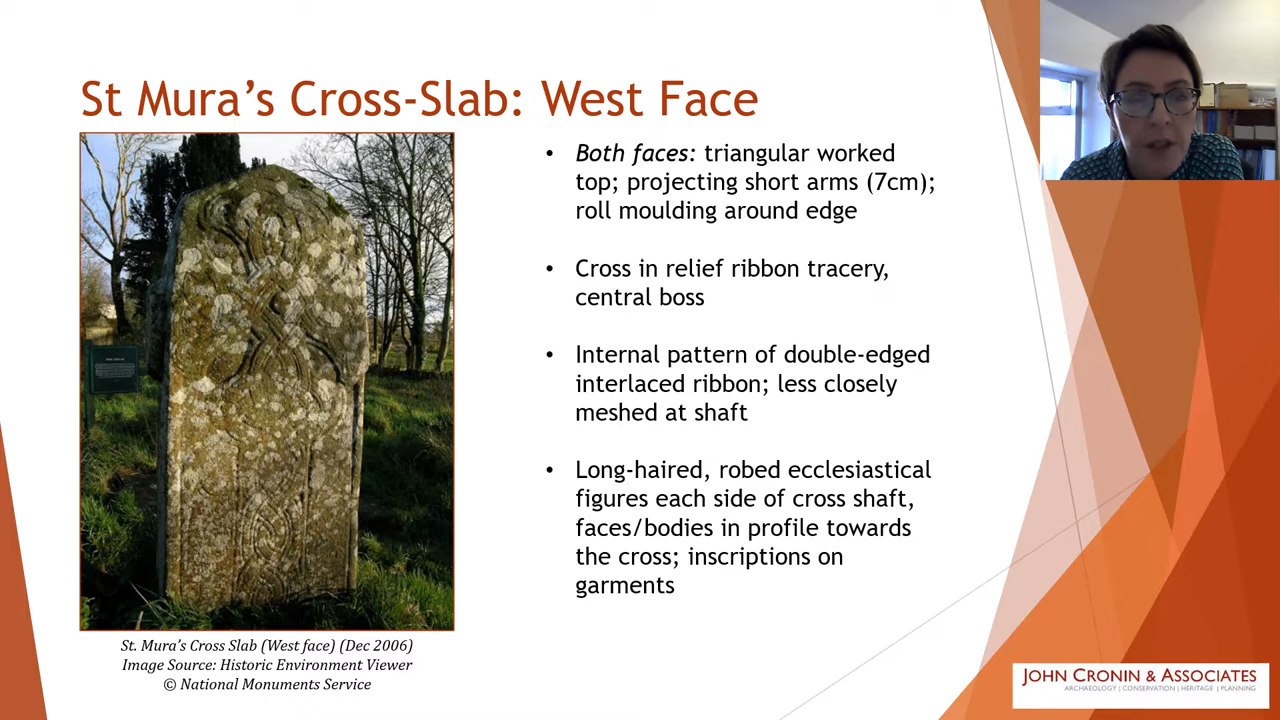 St Mura’s Cross-Slab: West Face
• Both faces: triangular worked
top; projecting short arms (7cm);
roll moulding around edge
• Cross in relief ribbon tracery,
central boss
• Internal pattern of double-edged
interlaced ribbon; less closely
meshed at shaft
• Long-haired, robed ecclesiastical
figures each side of cross shaft,
faces/bodies in profile towards
the cross; inscriptions on
garments
St. Mura’s Cross Slab (West face) (Dec 2006)
Image Source: Historic Environment Viewer
© National Monuments Service
JOHN CRONIN & ASSOCIATES
ARCHAEOLOGY | CONSERVATION | HERITAGE | PLANNING